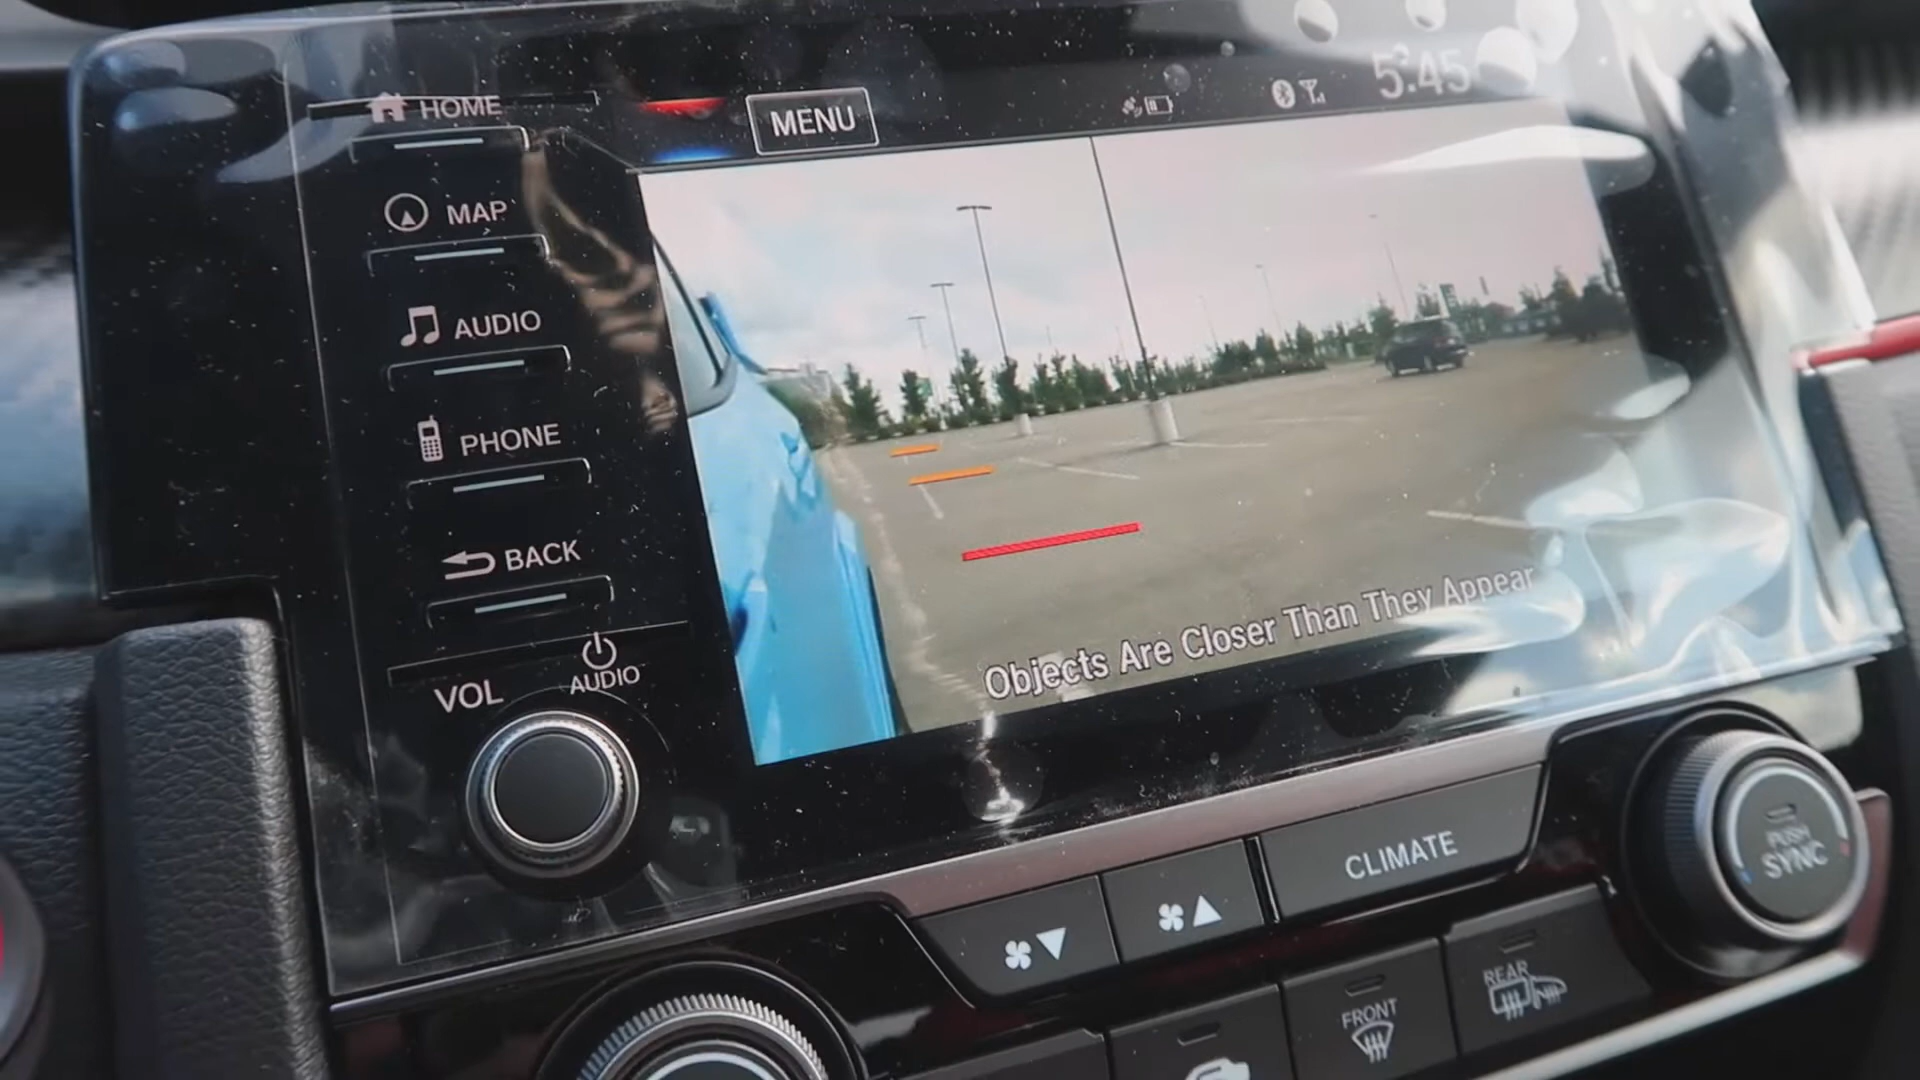 HOME
MENU
5:45
MAP
AUDIO
PHONE
BACK
VOL
AUDIO
Objects Are Closer Than They Appear
CLIMATE
PUSH
SYNC
FRONT
REAR